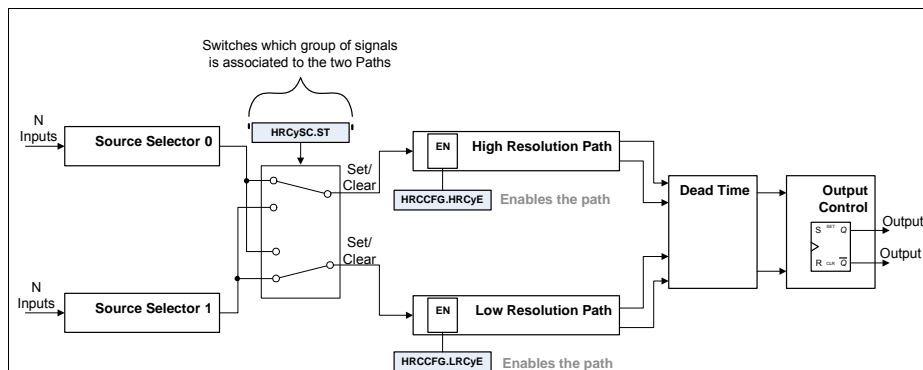 Switches which group of signals
is associated to the two Paths
HRCySC.ST
N
Inputs
Source Selector 0
Set/
Clear
EN
High Resolution Path
HRCCFG.HRCyE
Enables the path
Dead Time
Output
Control
S SET Q
R CLR Q
Output
Output
Set/
Clear
N
Inputs
Source Selector 1
EN
Low Resolution Path
HRCCFG.LRCyE
Enables the path